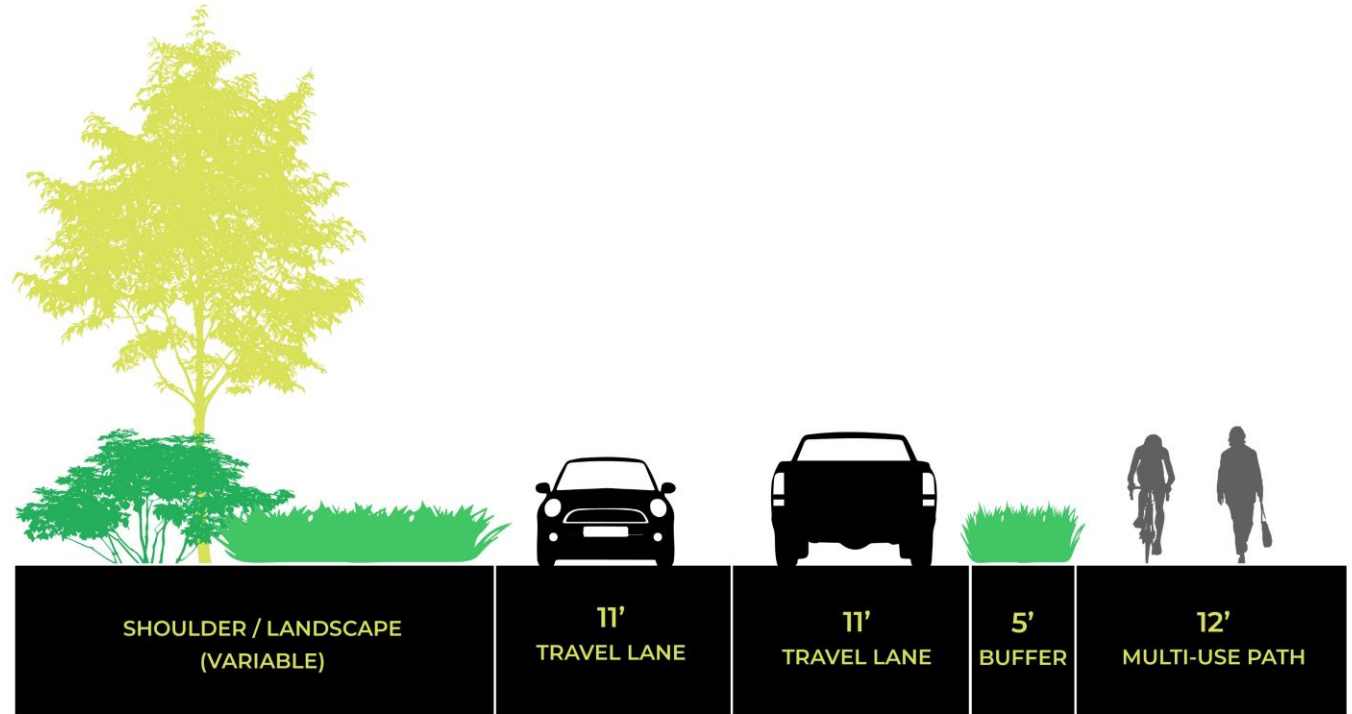 SHOULDER / LANDSCAPE
(VARIABLE)
11’
TRAVEL LANE
11’
TRAVEL LANE
5’
BUFFER
12’
MULTI-USE PATH